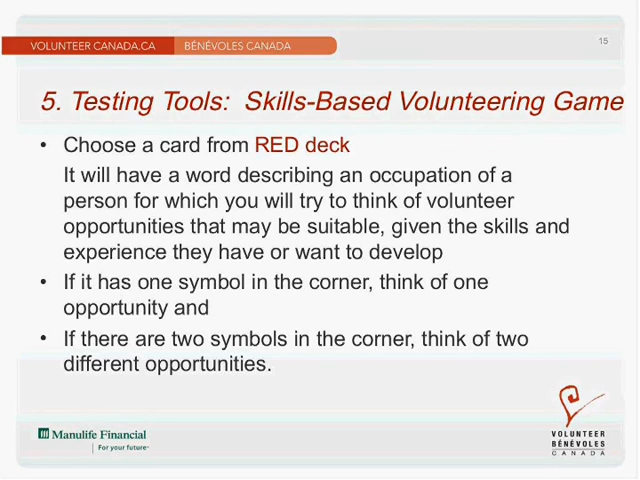 VOLUNTEER CANADA.CA BÉNÉVOLES CANADA
15
5. Testing Tools: Skills-Based Volunteering Game
• Choose a card from RED deck
It will have a word describing an occupation of a
person for which you will try to think of volunteer
opportunities that may be suitable, given the skills and
experience they have or want to develop
• If it has one symbol in the corner, think of one
opportunity and
• If there are two symbols in the corner, think of two
different opportunities.
Manulife Financial
For your future™
VOLUNTEER
BÉNÉVOLES
CANADA